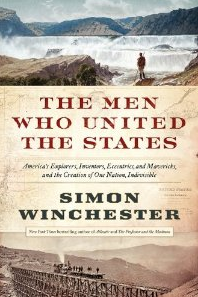 THE MEN
WHO UNITED
THE STATES
America's Explorers, Inventors, Eccentrics, and Mavericks,
and the Creation of One Nation, Indivisible
SIMON
WINCHESTER
New York Times bestselling author of Atlantic and The Professor and the Madman